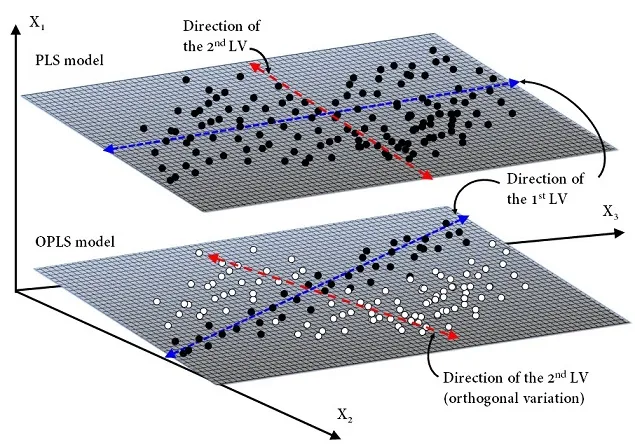 X1
PLS model
Direction of
the 2nd LV
Direction of
the 1st LV
X3
OPLS model
Direction of the 2nd LV
(orthogonal variation)
X2